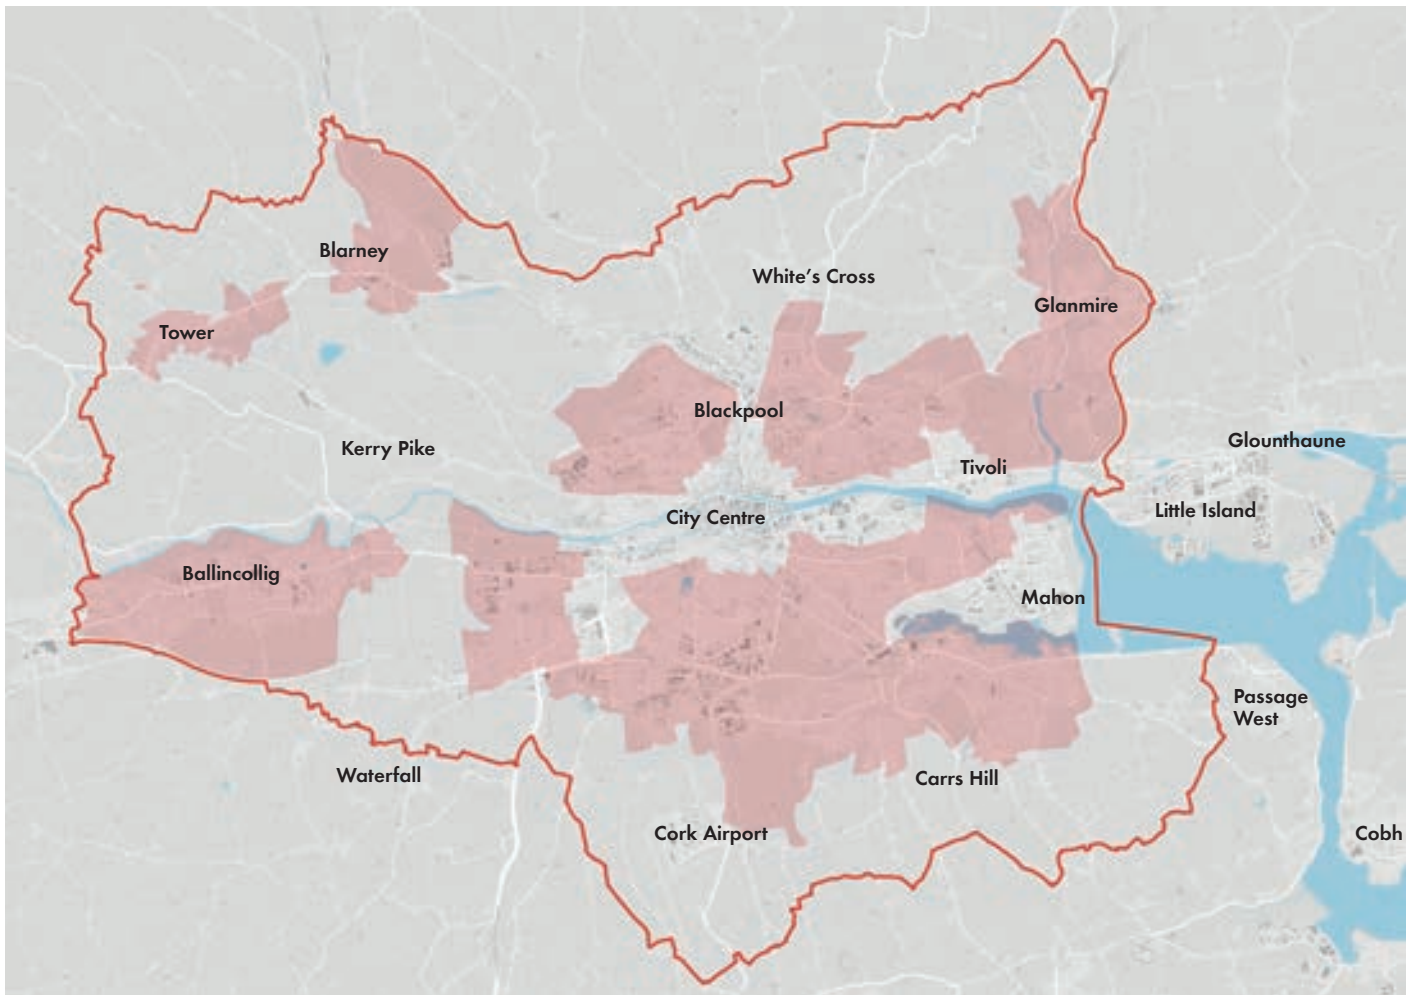 Blarney
White's Cross
Glanmire
Tower
Blackpool
Glounthaune
Kerry Pike
Tivoli
Little Island
City Centre
Ballincollig
Mahon
Passage
West
Waterfall
Carrs Hill
Cork Airport
Cobh